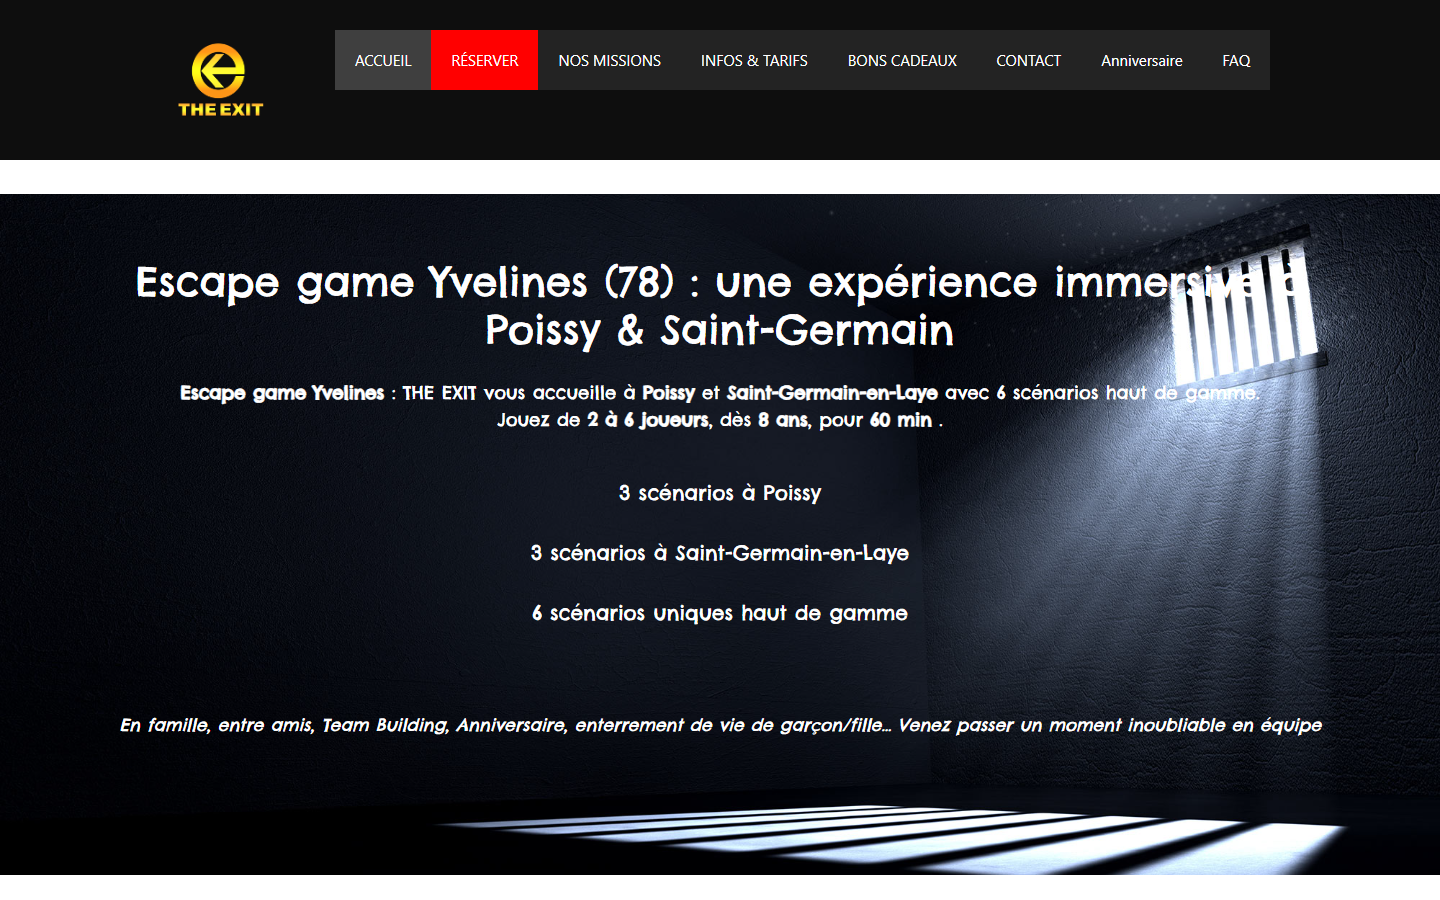 THE EXIT
ACCUEIL
RÉSERVER
NOS MISSIONS
INFOS & TARIFS
BONS CADEAUX
CONTACT
Anniversaire
FAQ
Escape game Yvelines (78) : une expérience immersive à
Poissy & Saint-Germain
Escape game Yvelines : THE EXIT vous accueille à Poissy et Saint-Germain-en-Laye avec 6 scénarios haut de gamme.
Jouez de 2 à 6 joueurs, dès 8 ans, pour 60 min .
3 scénarios à Poissy
3 scénarios à Saint-Germain-en-Laye
6 scénarios uniques haut de gamme
En famille, entre amis, Team Building, Anniversaire, enterrement de vie de garçon/fille... Venez passer un moment inoubliable en équipe